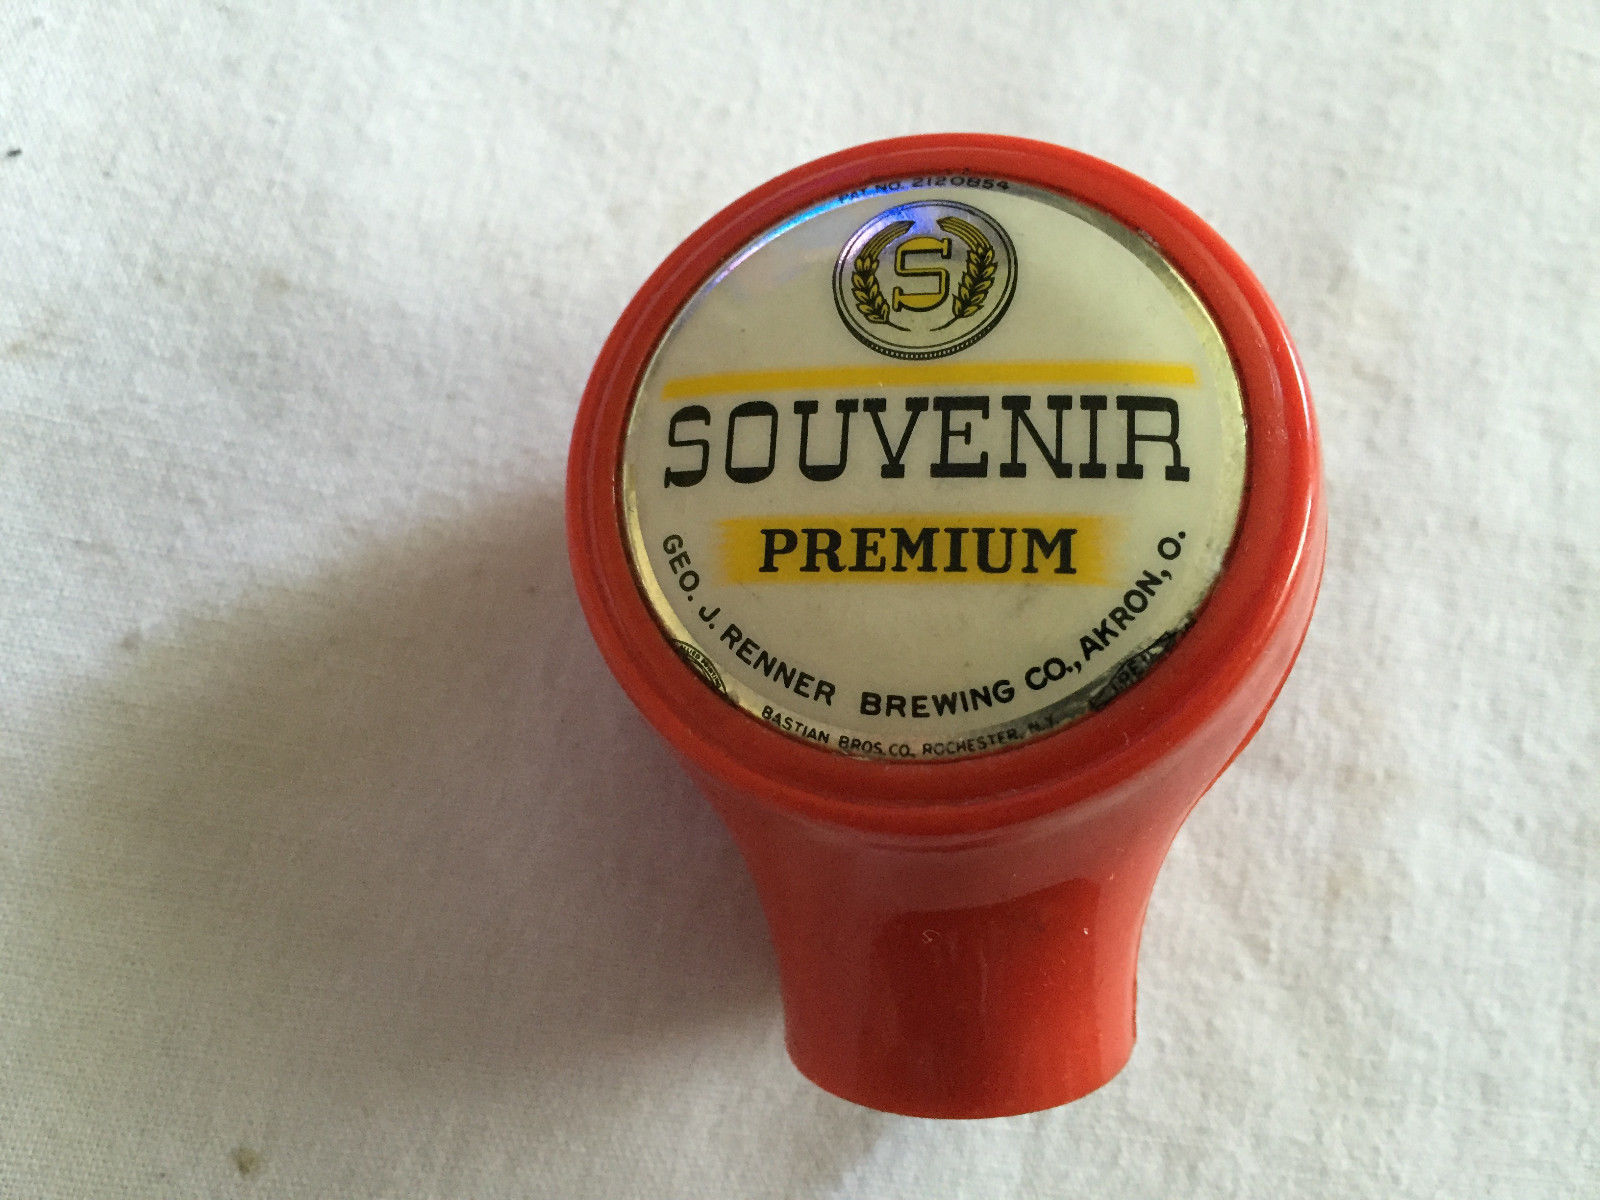 PAT NO. 2120854
S
SOUVENIR
PREMIUM
GEO. J. RENNER BREWING CO., AKRON, O.
BASTIAN BROS. CO. ROCHESTER, N.Y.